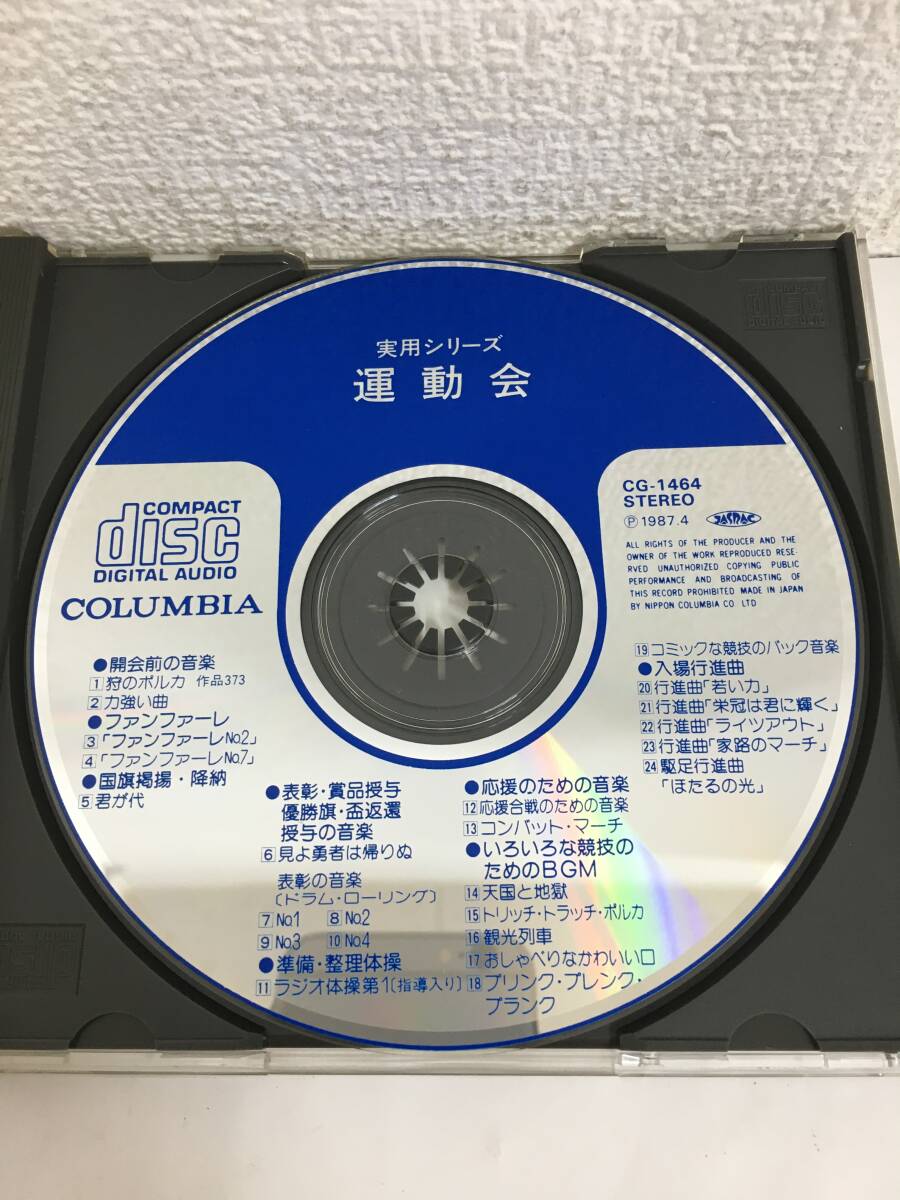 実用シリーズ
運動会
COMPACT
disc
DIGITAL AUDIO
COLUMBIA
CG-1464
STEREO
Ⓟ1987.4 JASRAC
ALL RIGHTS OF THE PRODUCER AND THE
OWNER OF THE WORK REPRODUCED RESE-
RVED UNAUTHORIZED COPYING PUBLIC
PERFORMANCE AND BROADCASTING OF
THIS RECORD PROHIBITED MADE IN JAPAN
BY NIPPON COLUMBIA CO LTD
●開会前の音楽
1 狩のポルカ 作品373
2 力強い曲
●ファンファーレ
3 「ファンファーレNo.2」
4 「ファンファーレNo.7」
●国旗掲揚・降納
5 君が代
●表彰・賞品授与
優勝旗・盃返還
授与の音楽
6 見よ勇者は帰りぬ
表彰の音楽
〔ドラム・ローリング〕
7 No.1 8 No.2
9 No.3 10 No.4
●準備・整理体操
11 ラジオ体操第1〔指導入り〕
●応援のための音楽
12 応援合戦のための音楽
13 コンバット・マーチ
●いろいろな競技の
ためのBGM
14 天国と地獄
15 トリッチ・トラッチ・ポルカ
16 観光列車
17 おしゃべりなかわいい口
18 プリンク・プレンク・
プランク
19 コミックな競技のバック音楽
●入場行進曲
20 行進曲「若い力」
21 行進曲「栄冠は君に輝く」
22 行進曲「ライツアウト」
23 行進曲「家路のマーチ」
24 駈足行進曲
「ほたるの光」
COMPACT
disc
DIGITAL AUDIO